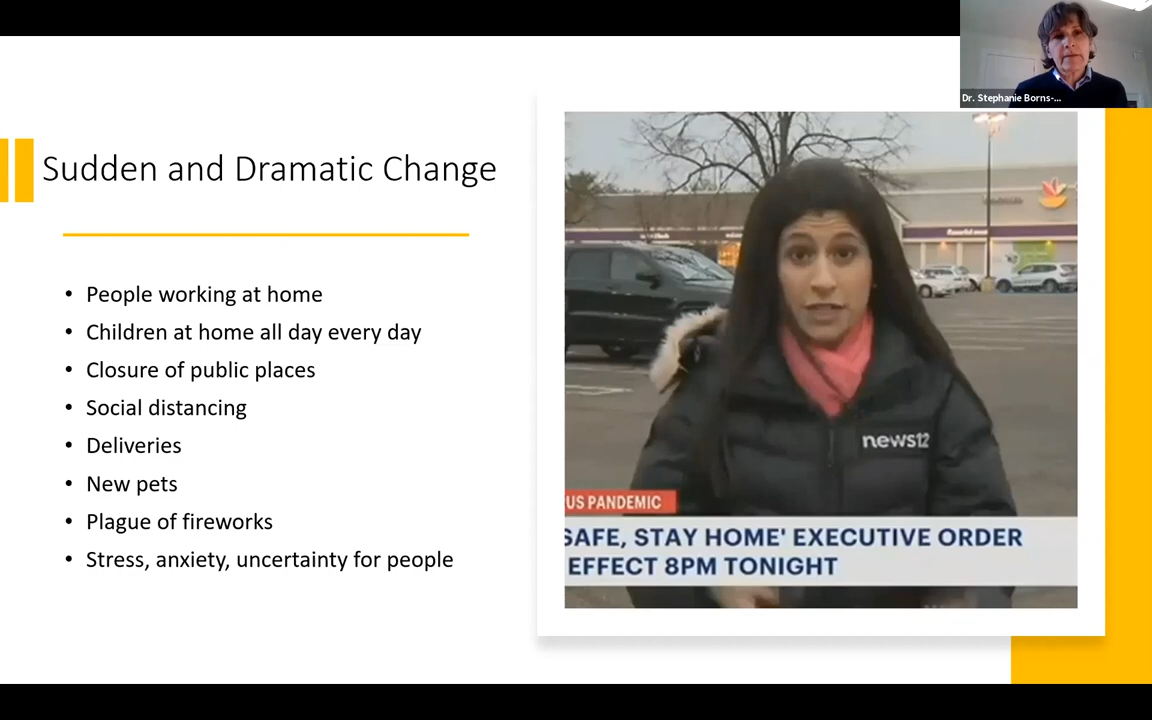 Dr. Stephanie Borns-...
Sudden and Dramatic Change
• People working at home
• Children at home all day every day
• Closure of public places
• Social distancing
• Deliveries
• New pets
• Plague of fireworks
• Stress, anxiety, uncertainty for people
news12
US PANDEMIC
SAFE, STAY HOME' EXECUTIVE ORDER
EFFECT 8PM TONIGHT